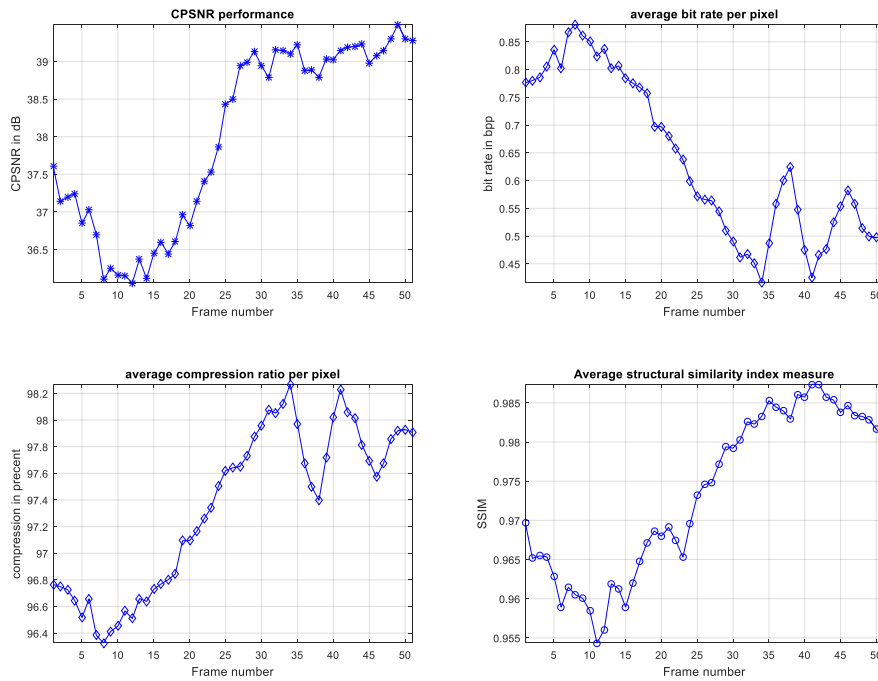 CPSNR performance
CPSNR in dB
39
38.5
38
37.5
37
36.5
5 10 15 20 25 30 35 40 45 50
Frame number
average bit rate per pixel
bit rate in bpp
0.85
0.8
0.75
0.7
0.65
0.6
0.55
0.5
0.45
5 10 15 20 25 30 35 40 45 50
Frame number
average compression ratio per pixel
compression in precent
98.2
98
97.8
97.6
97.4
97.2
97
96.8
96.6
96.4
5 10 15 20 25 30 35 40 45 50
Frame number
Average structural similarity index measure
SSIM
0.985
0.98
0.975
0.97
0.965
0.96
0.955
5 10 15 20 25 30 35 40 45 50
Frame number